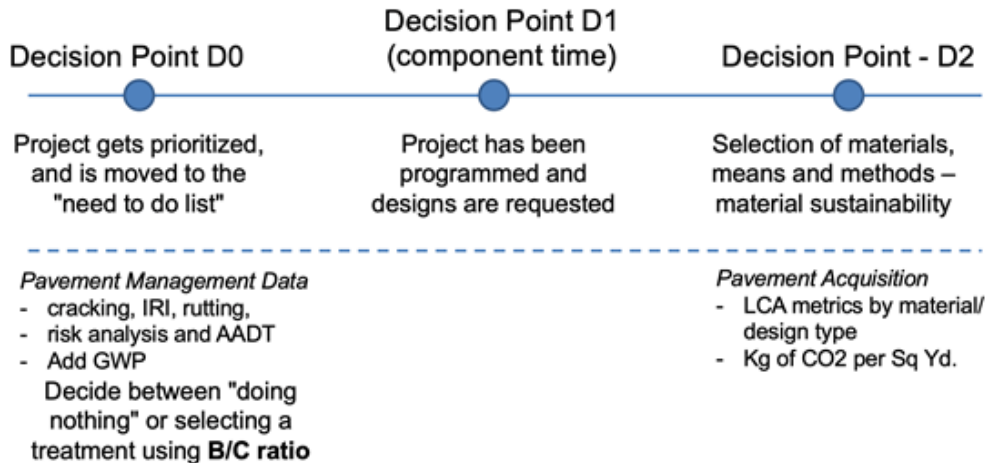 Decision Point D0
Project gets prioritized,
and is moved to the
"need to do list"
Decision Point D1
(component time)
Project has been
programmed and
designs are requested
Decision Point - D2
Selection of materials,
means and methods –
material sustainability
Pavement Management Data
- cracking, IRI, rutting,
- risk analysis and AADT
- Add GWP
Decide between "doing
nothing" or selecting a
treatment using B/C ratio
Pavement Acquisition
- LCA metrics by material/
design type
- Kg of CO2 per Sq Yd.